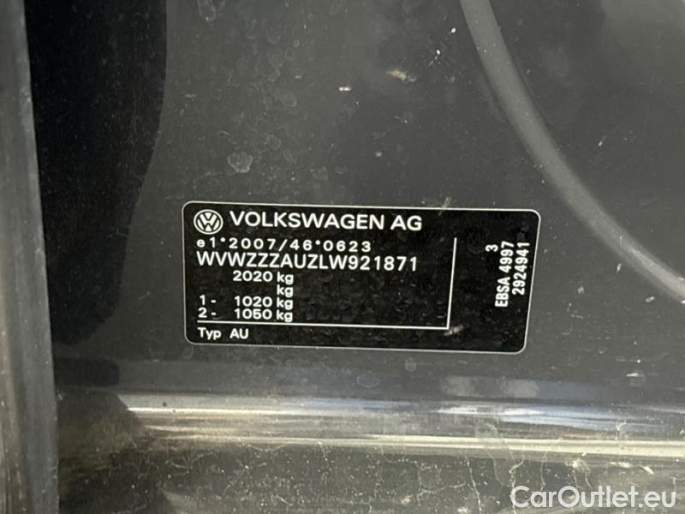 VOLKSWAGEN AG
e1*2007/46*0623
WVWZZZAUZLW921871
2020 kg
kg
1- 1020 kg
2- 1050 kg
Typ AU
3
EBSA 4997
2924941
CarOutlet.eu